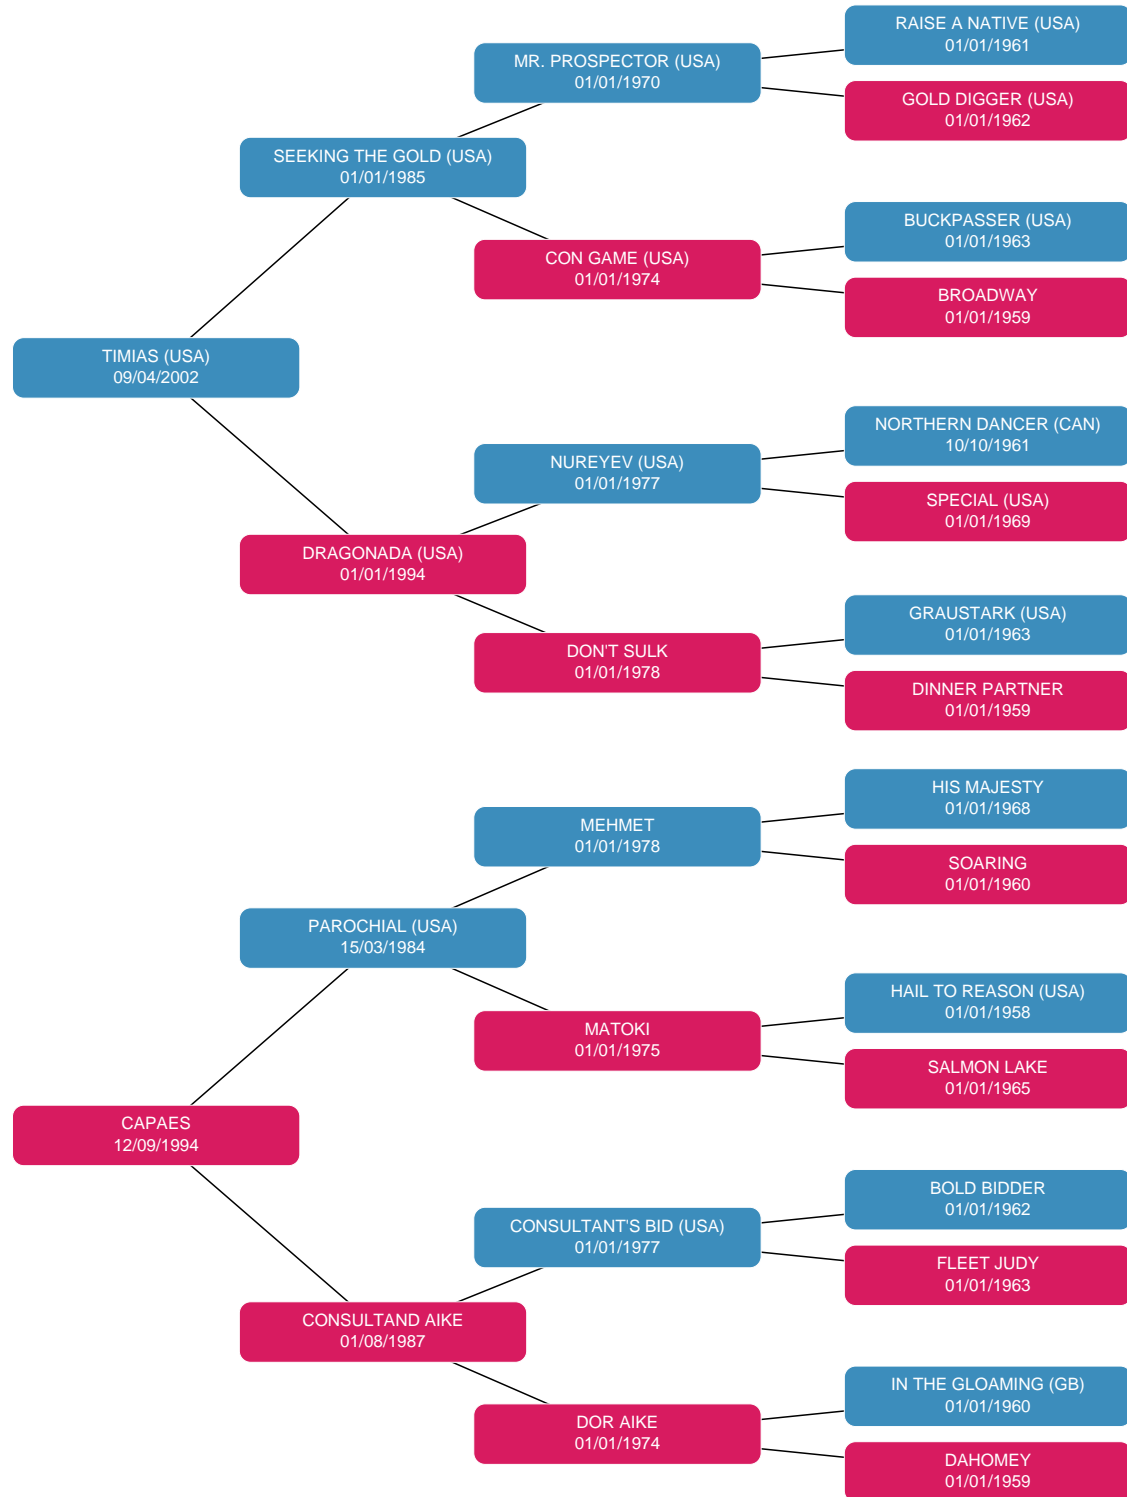 RAISE A NATIVE (USA)
01/01/1961
MR. PROSPECTOR (USA)
01/01/1970
GOLD DIGGER (USA)
01/01/1962
SEEKING THE GOLD (USA)
01/01/1985
BUCKPASSER (USA)
01/01/1963
CON GAME (USA)
01/01/1974
BROADWAY
01/01/1959
TIMIAS (USA)
09/04/2002
NORTHERN DANCER (CAN)
10/10/1961
NUREYEV (USA)
01/01/1977
SPECIAL (USA)
01/01/1969
DRAGONADA (USA)
01/01/1994
GRAUSTARK (USA)
01/01/1963
DON'T SULK
01/01/1978
DINNER PARTNER
01/01/1959
HIS MAJESTY
01/01/1968
MEHMET
01/01/1978
SOARING
01/01/1960
PAROCHIAL (USA)
15/03/1984
HAIL TO REASON (USA)
01/01/1958
MATOKI
01/01/1975
SALMON LAKE
01/01/1965
CAPAES
12/09/1994
BOLD BIDDER
01/01/1962
CONSULTANT'S BID (USA)
01/01/1977
FLEET JUDY
01/01/1963
CONSULTAND AIKE
01/08/1987
IN THE GLOAMING (GB)
01/01/1960
DOR AIKE
01/01/1974
DAHOMEY
01/01/1959